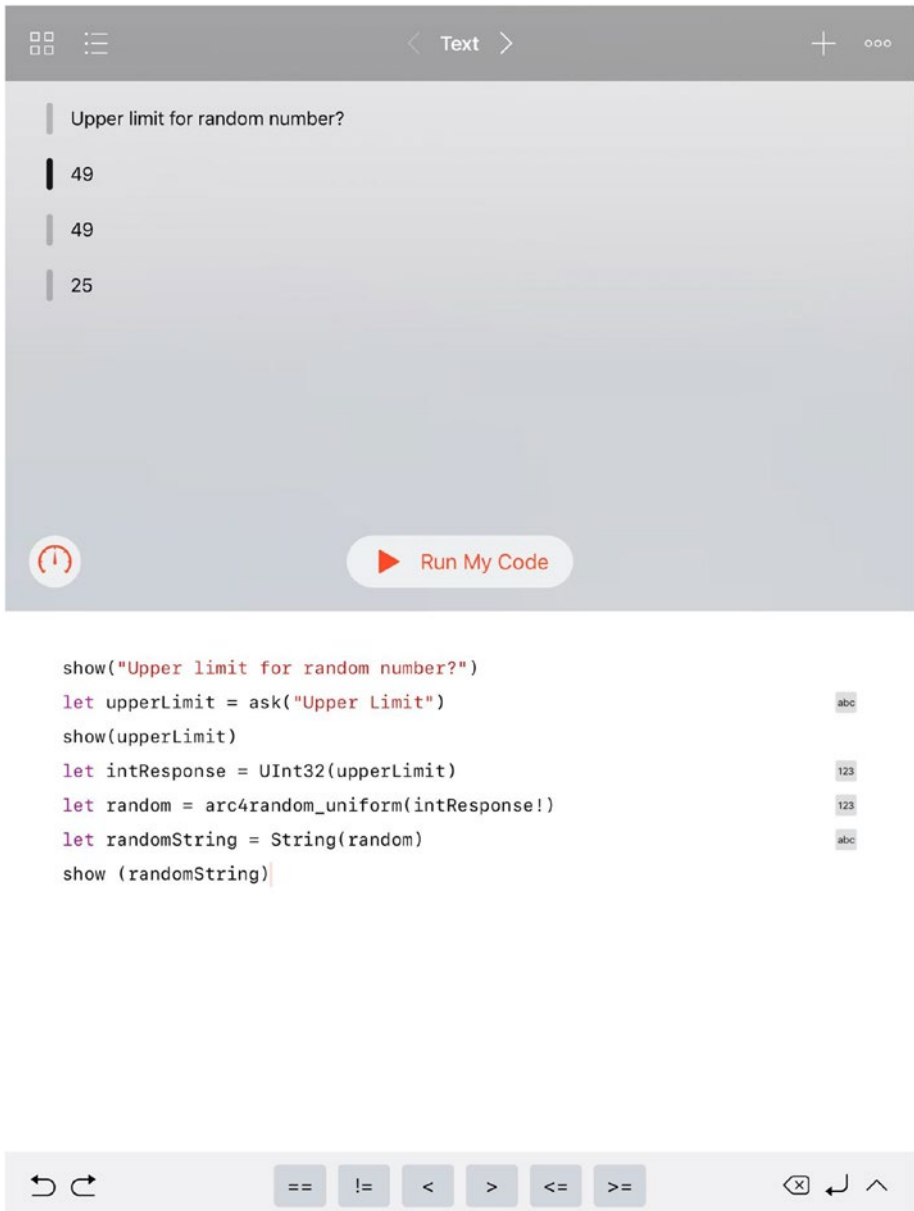 Text
Upper limit for random number?
49
49
25
Run My Code
show("Upper limit for random number?")
let upperLimit = ask("Upper Limit")
abc
show(upperLimit)
let intResponse = UInt32(upperLimit)
123
let random = arc4random_uniform(intResponse!)
123
let randomString = String(random)
abc
show (randomString)
== != < > <= >=